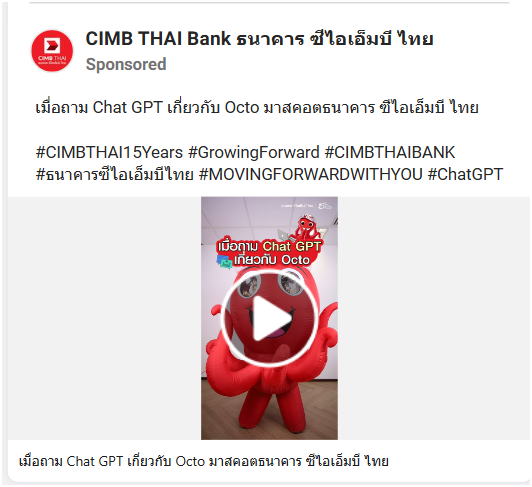 CIMB THAI Bank ธนาคาร ซีไอเอ็มบี ไทย
CIMB THAI
Sponsored
เมื่อถาม Chat GPT เกี่ยวกับ Octo มาสคอตธนาคาร ซีไอเอ็มบี ไทย
#CIMBTHAI15Years #GrowingForward #CIMBTHAIBANK
#ธนาคารซีไอเอ็มบีไทย #MOVINGFORWARDWITHYOU #ChatGPT
เมื่อถาม Chat GPT
เกี่ยวกับ Octo
เมื่อถาม Chat GPT เกี่ยวกับ Octo มาสคอตธนาคาร ซีไอเอ็มบี ไทย